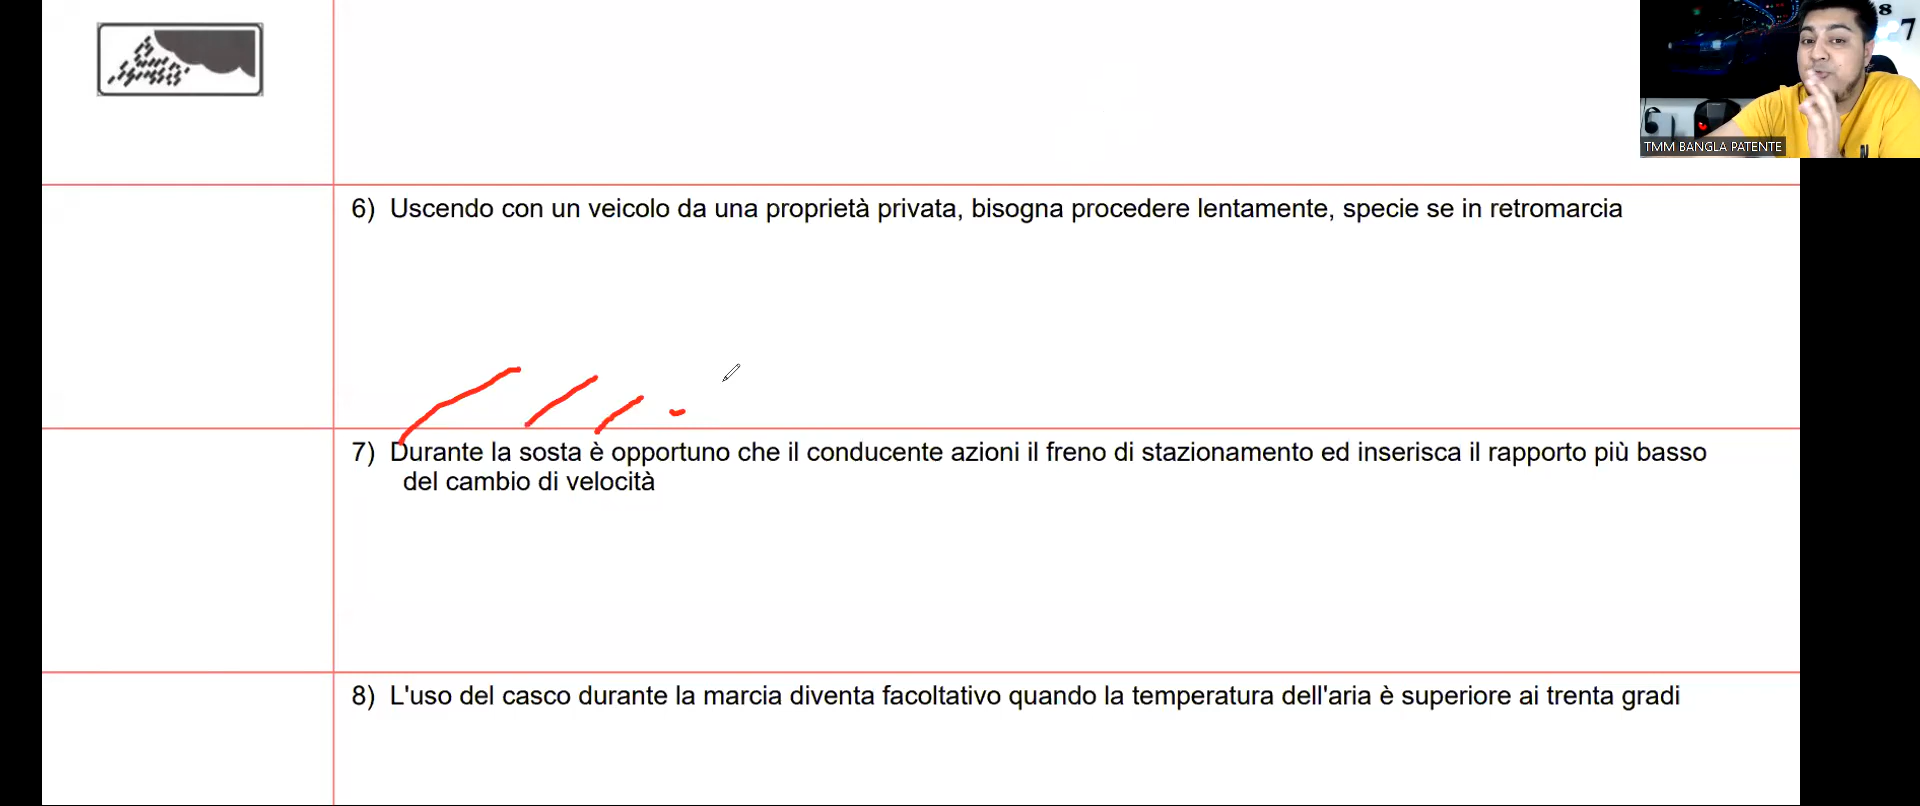 8
7
6
TMM BANGLA PATENTE
6) Uscendo con un veicolo da una proprietà privata, bisogna procedere lentamente, specie se in retromarcia
7) Durante la sosta è opportuno che il conducente azioni il freno di stazionamento ed inserisca il rapporto più basso
del cambio di velocità
8) L'uso del casco durante la marcia diventa facoltativo quando la temperatura dell'aria è superiore ai trenta gradi